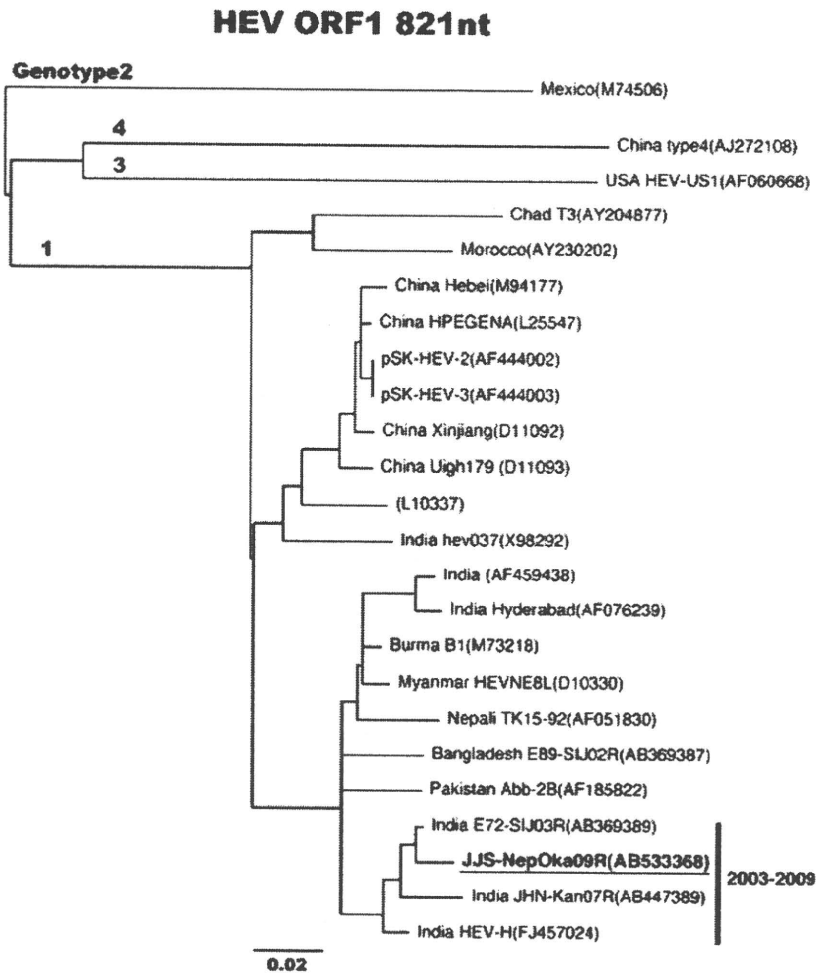 HEV ORF1 821nt
Genotype2
Mexico(M74506)
4
China type4(AJ272108)
3
USA HEV-US1(AF060668)
Chad T3(AY204877)
1
Morocco(AY230202)
China Hebei(M94177)
China HPEGENA(L25547)
pSK-HEV-2(AF444002)
pSK-HEV-3(AF444003)
China Xinjiang(D11092)
China Uigh179 (D11093)
(L10337)
India hev037(X98292)
India (AF459438)
India Hyderabad(AF076239)
Burma B1(M73218)
Myanmar HEVNE8L(D10330)
Nepali TK15-92(AF051830)
Bangladesh E89-SIJ02R(AB369387)
Pakistan Abb-2B(AF185822)
India E72-SIJ03R(AB369389)
JJS-NepOka09R(AB533368)
2003-2009
India JHN-Kan07R(AB447389)
India HEV-H(FJ457024)
0.02